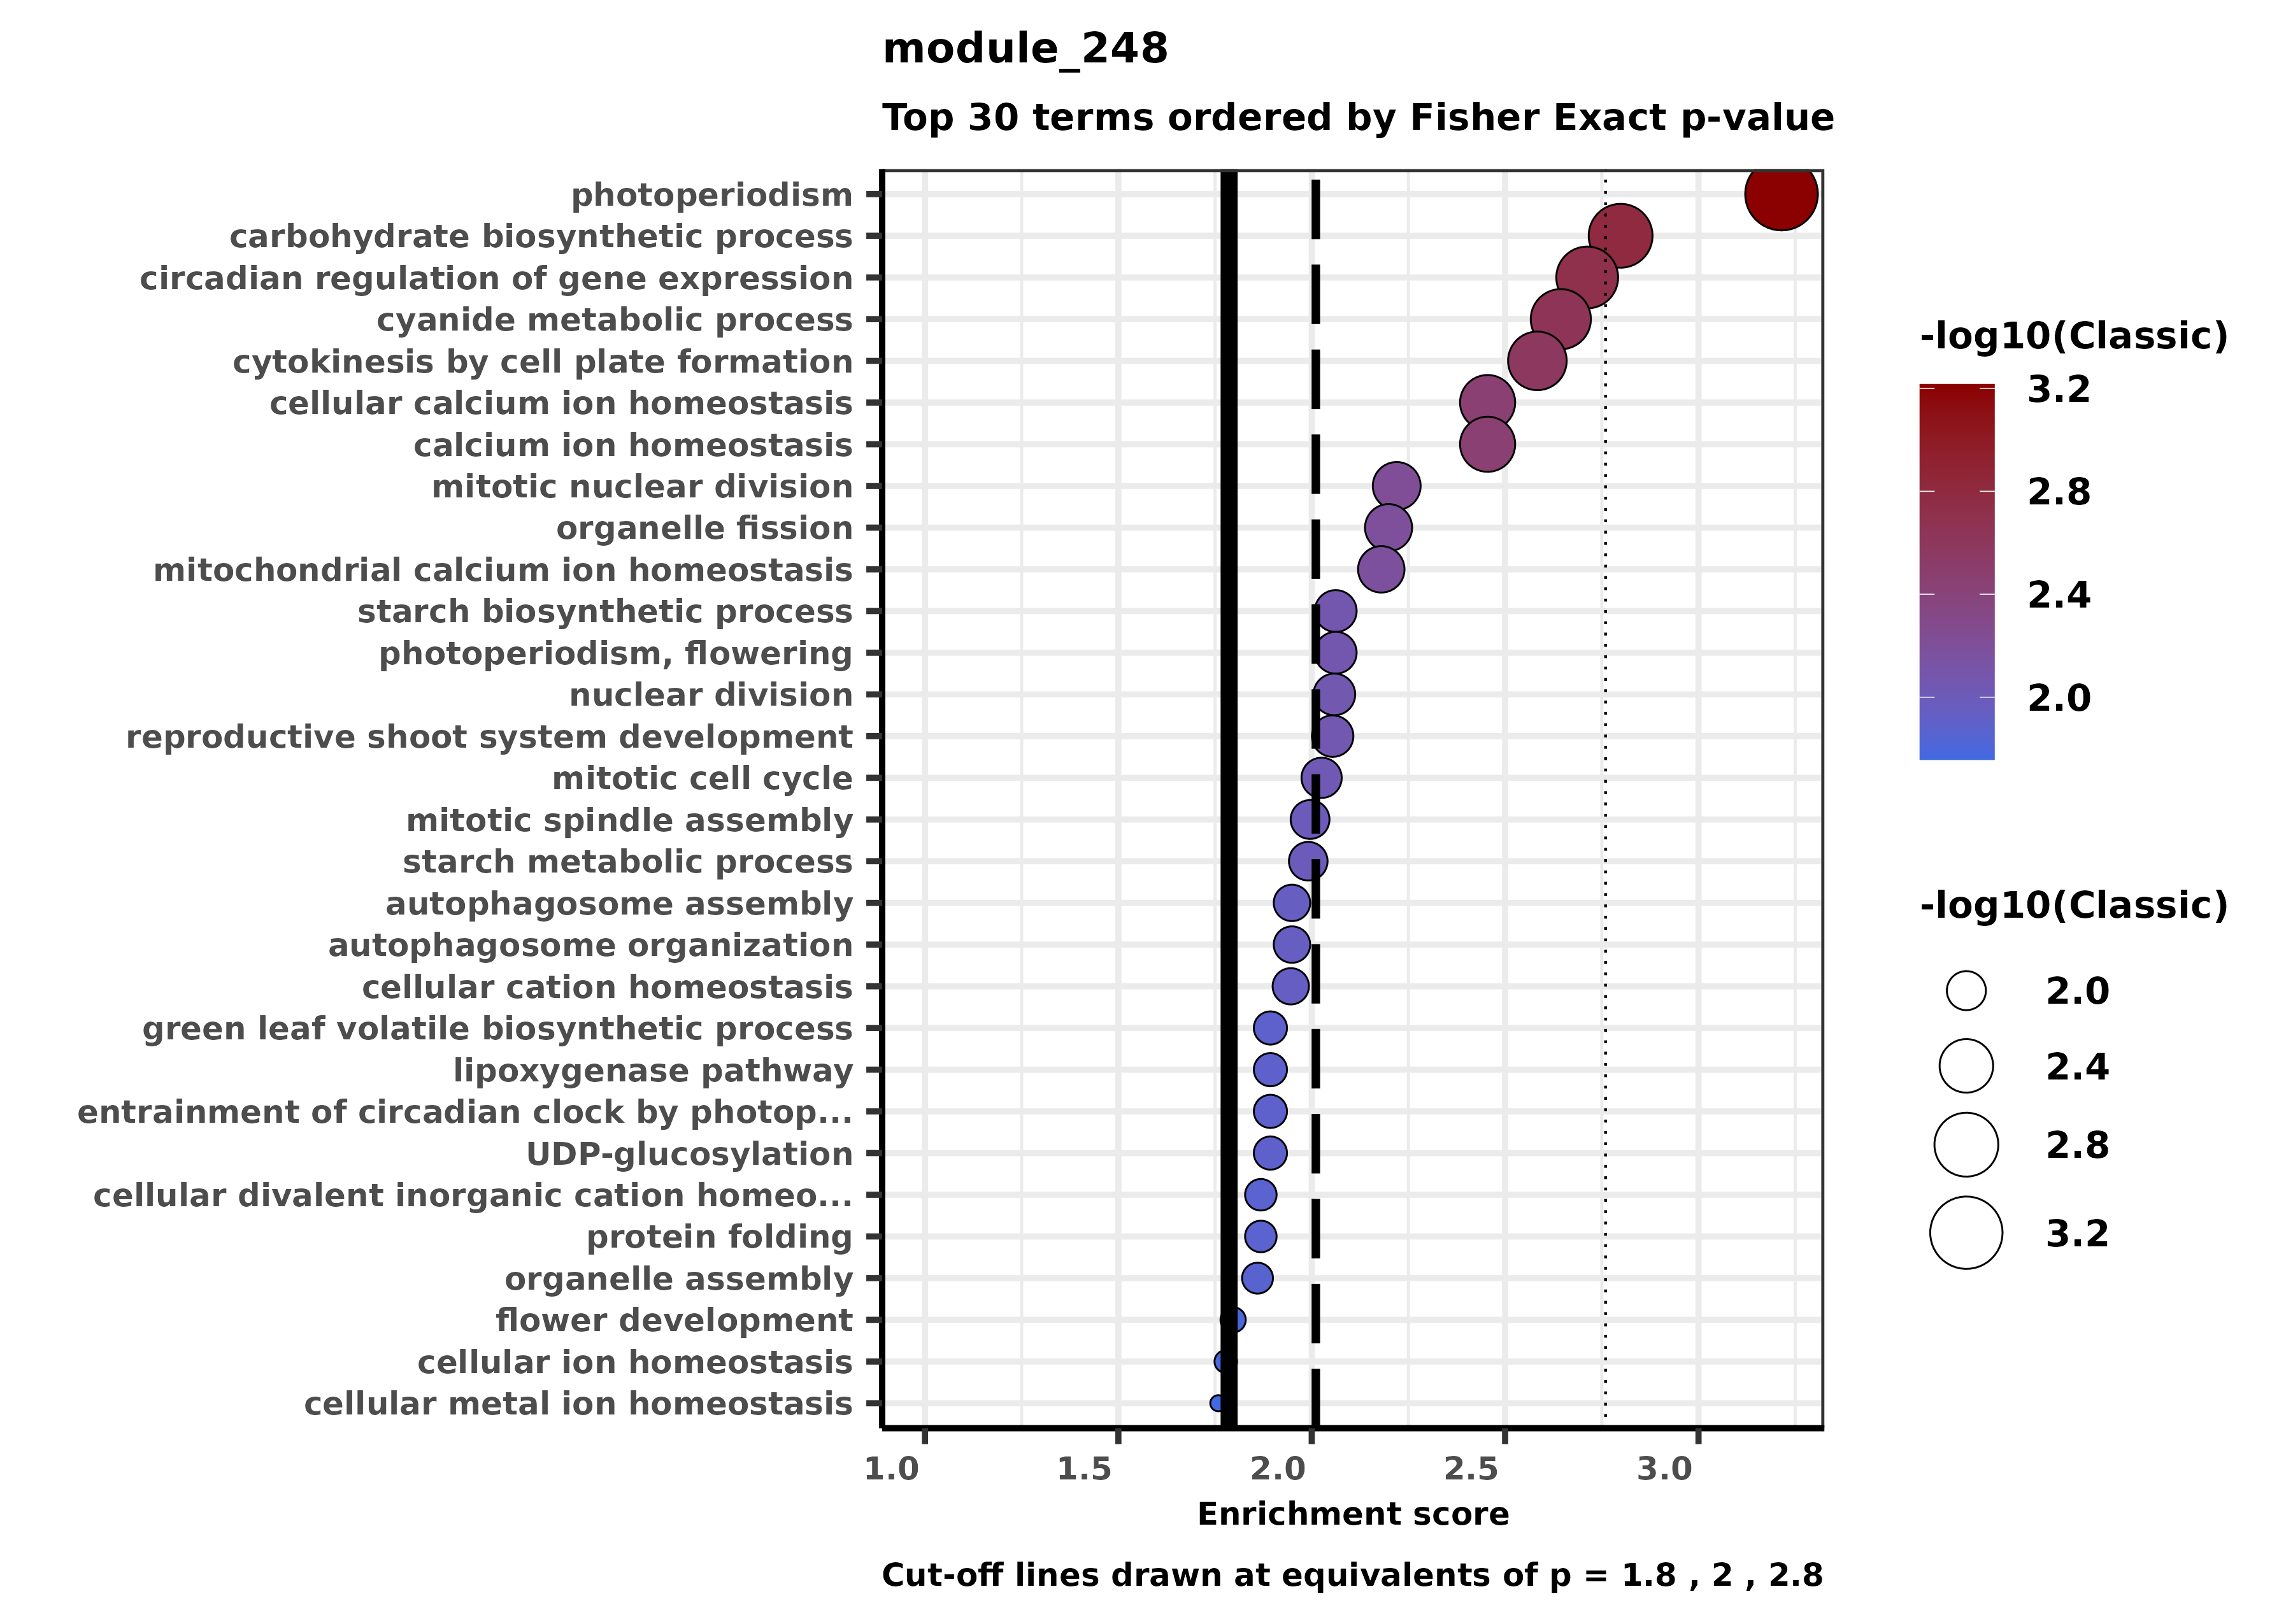 module_248
Top 30 terms ordered by Fisher Exact p-value
photoperiodism
carbohydrate biosynthetic process
circadian regulation of gene expression
cyanide metabolic process
cytokinesis by cell plate formation
cellular calcium ion homeostasis
calcium ion homeostasis
mitotic nuclear division
organelle fission
mitochondrial calcium ion homeostasis
starch biosynthetic process
photoperiodism, flowering
nuclear division
reproductive shoot system development
mitotic cell cycle
mitotic spindle assembly
starch metabolic process
autophagosome assembly
autophagosome organization
cellular cation homeostasis
green leaf volatile biosynthetic process
lipoxygenase pathway
entrainment of circadian clock by photop...
UDP-glucosylation
cellular divalent inorganic cation homeo...
protein folding
organelle assembly
flower development
cellular ion homeostasis
cellular metal ion homeostasis
1.0 1.5 2.0 2.5 3.0
Enrichment score
Cut-off lines drawn at equivalents of p = 1.8 , 2 , 2.8
-log10(Classic)
3.2
2.8
2.4
2.0
-log10(Classic)
2.0
2.4
2.8
3.2